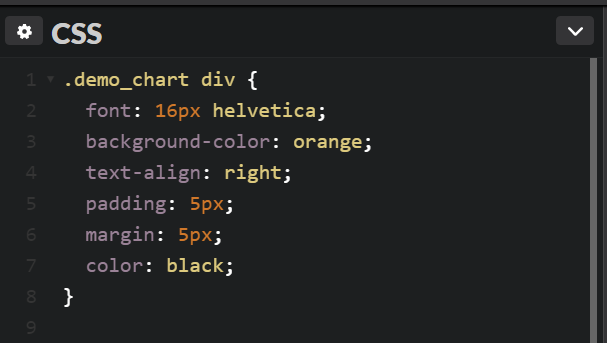 CSS
1 .demo_chart div {
2 font: 16px helvetica;
3 background-color: orange;
4 text-align: right;
5 padding: 5px;
6 margin: 5px;
7 color: black;
8 }
9